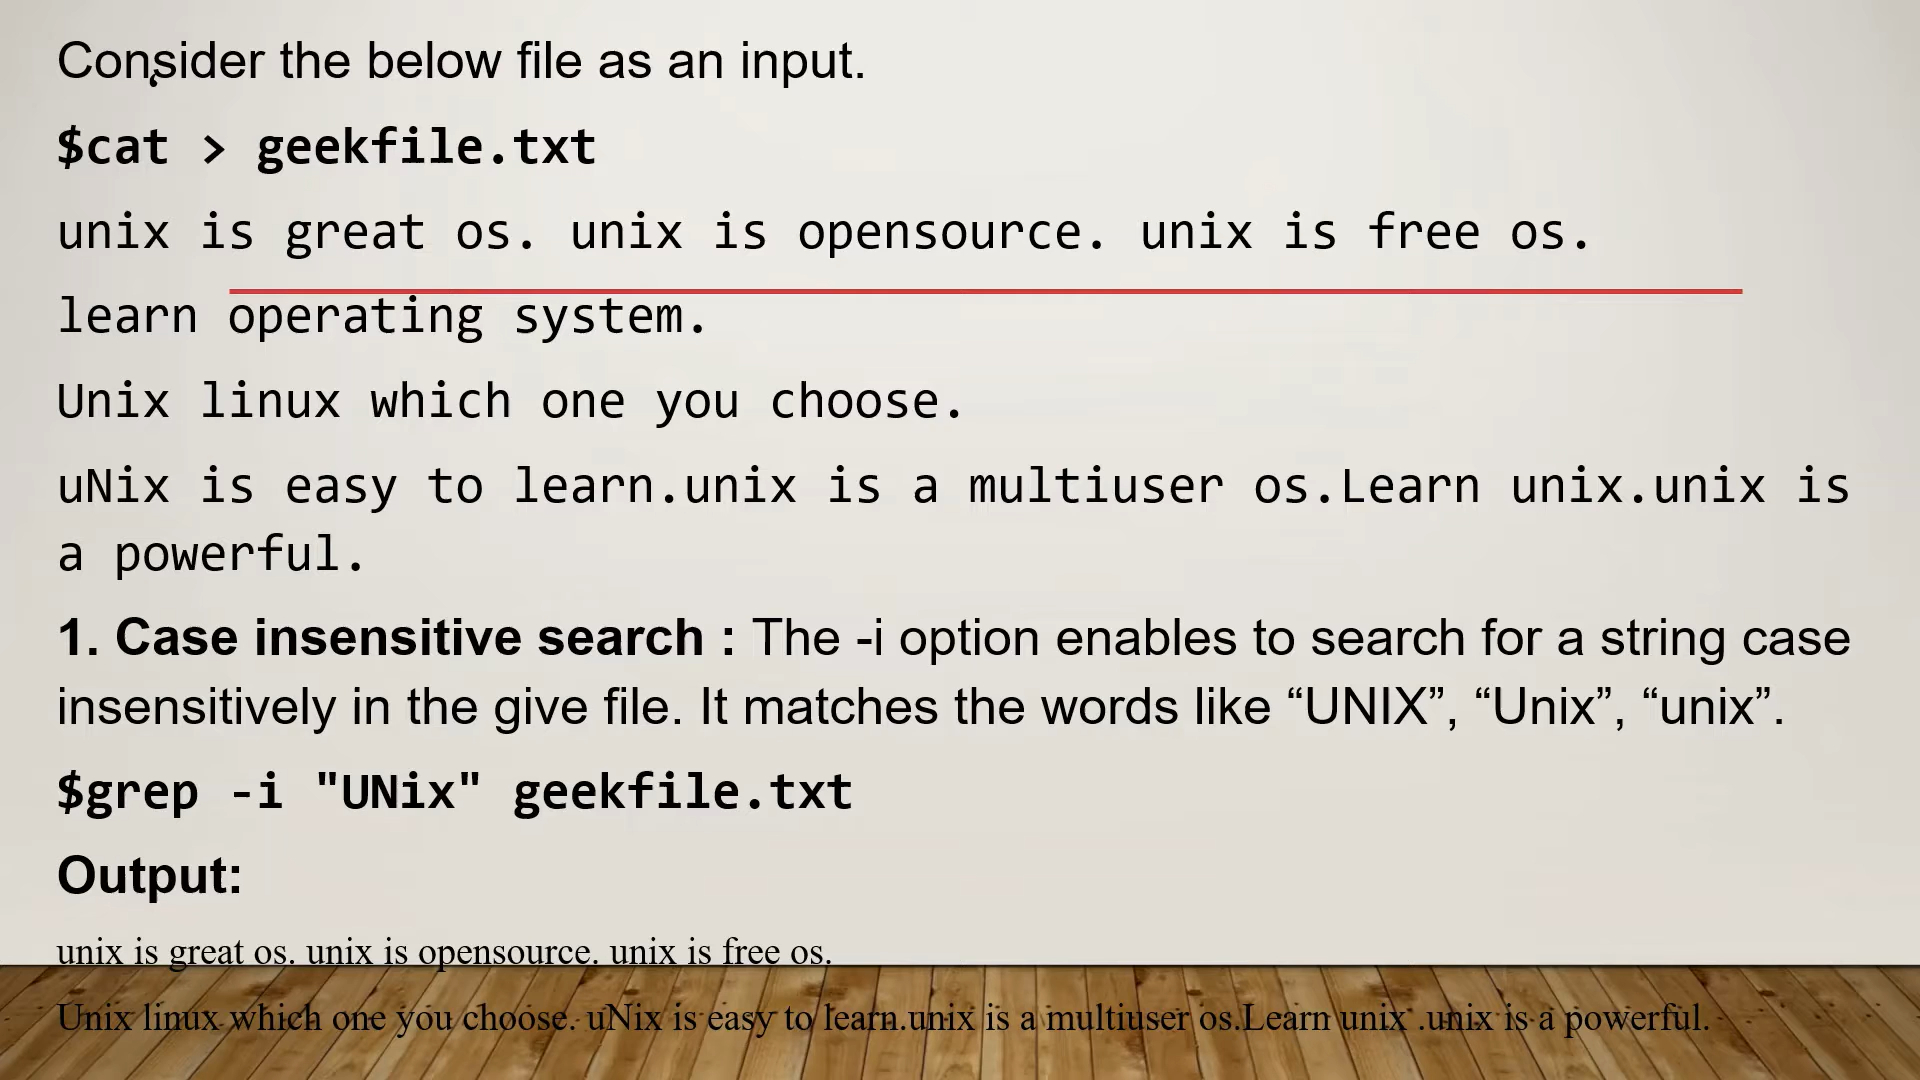 Consider the below file as an input.
$cat > geekfile.txt
unix is great os. unix is opensource. unix is free os.
learn operating system.
Unix linux which one you choose.
uNix is easy to learn.unix is a multiuser os.Learn unix.unix is
a powerful.
1. Case insensitive search : The -i option enables to search for a string case
insensitively in the give file. It matches the words like “UNIX”, “Unix”, “unix”.
$grep -i "UNix" geekfile.txt
Output:
unix is great os. unix is opensource. unix is free os.
Unix linux which one you choose. uNix is easy to learn.unix is a multiuser os.Learn unix .unix is a powerful.